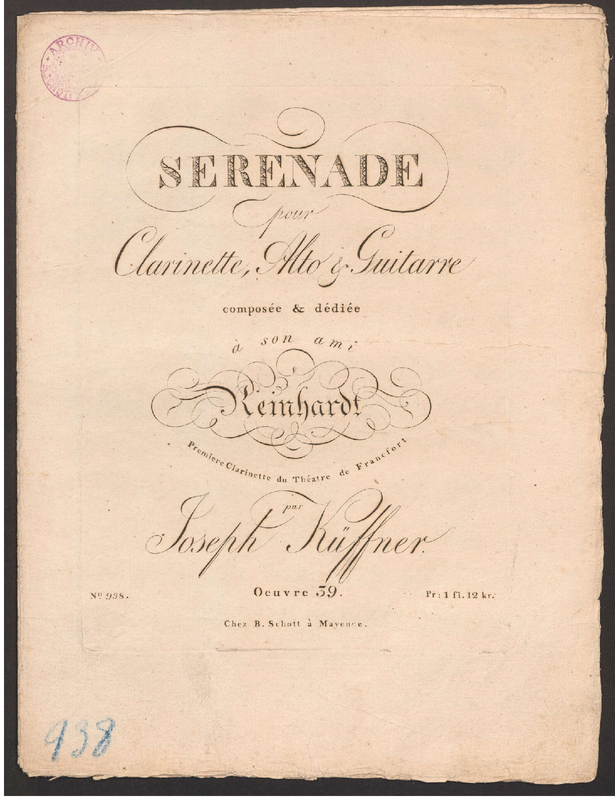 ARCHIV
SERENADE
pour
Clarinette, Alto & Guitarre
composée & dédiée
à son ami
Reinhardt
Premiere Clarinette du Théatre de Francfort
par
Joseph Küffner.
Oeuvre 39.
Nº 938.
Pr: 1 fl. 12 kr.
Chez B. Schott à Mayence.
938